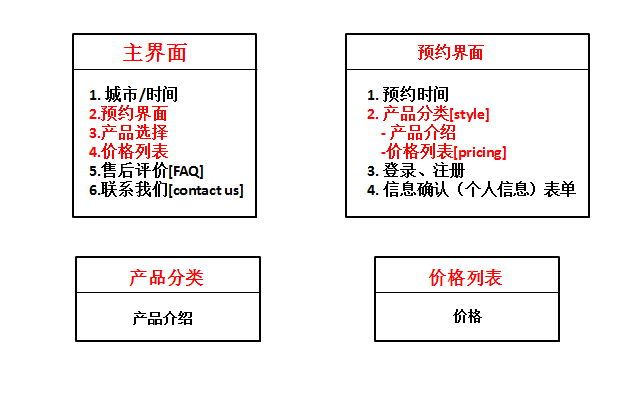 主界面
1. 城市/时间
2.预约界面
3.产品选择
4.价格列表
5.售后评价[FAQ]
6.联系我们[contact us]
预约界面
1. 预约时间
2. 产品分类[style]
- 产品介绍
-价格列表[pricing]
3. 登录、注册
4. 信息确认（个人信息）表单
产品分类
产品介绍
价格列表
价格